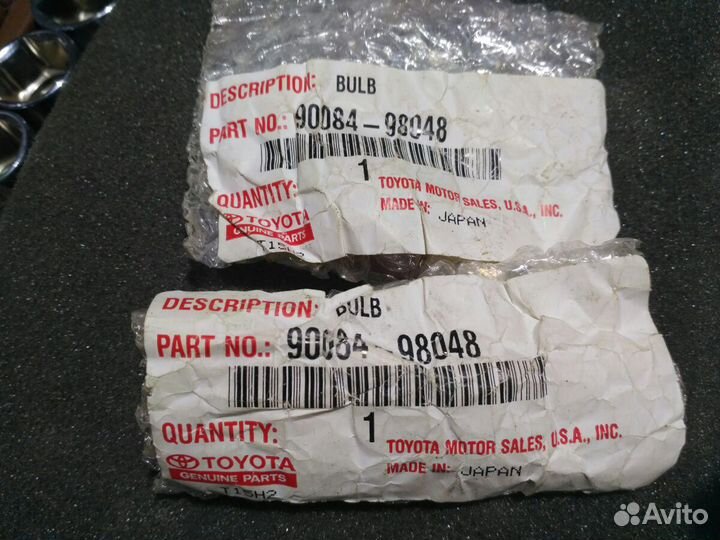 DESCRIPTION: BULB
PART NO.: 90084-98048
1
QUANTITY:
TOYOTA MOTOR SALES, U.S.A., INC.
MADE IN: JAPAN
TOYOTA
GENUINE PARTS
T15H2
DESCRIPTION: BULB
PART NO.: 90084-98048
QUANTITY: 1
TOYOTA MOTOR SALES, U.S.A., INC.
TOYOTA
MADE IN: JAPAN
GENUINE PARTS
T15H2
Avito